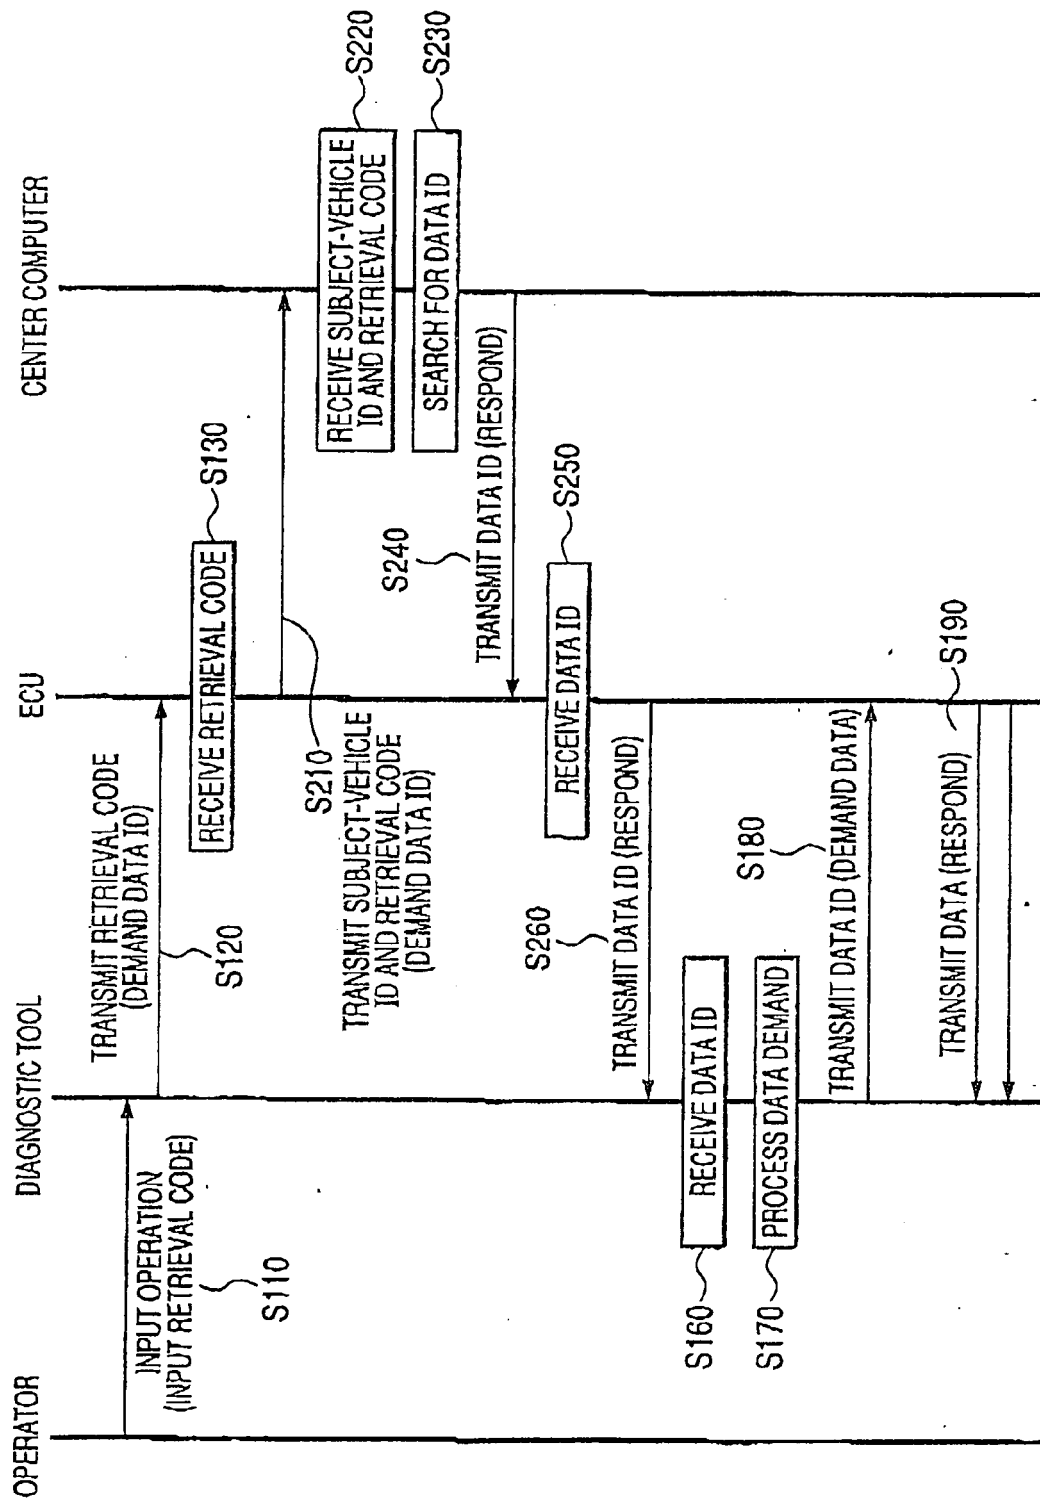 OPERATOR
DIAGNOSTIC TOOL
ECU
CENTER COMPUTER
INPUT OPERATION
(INPUT RETRIEVAL CODE)
S110
TRANSMIT RETRIEVAL CODE
(DEMAND DATA ID)
S120
RECEIVE RETRIEVAL CODE
S130
S210
TRANSMIT SUBJECT-VEHICLE
ID AND RETRIEVAL CODE
(DEMAND DATA ID)
RECEIVE SUBJECT-VEHICLE
ID AND RETRIEVAL CODE
S220
SEARCH FOR DATA ID
S230
S240
TRANSMIT DATA ID (RESPOND)
RECEIVE DATA ID
S250
S260
TRANSMIT DATA ID (RESPOND)
S160
RECEIVE DATA ID
S170
PROCESS DATA DEMAND
S180
TRANSMIT DATA ID (DEMAND DATA)
TRANSMIT DATA (RESPOND)
S190